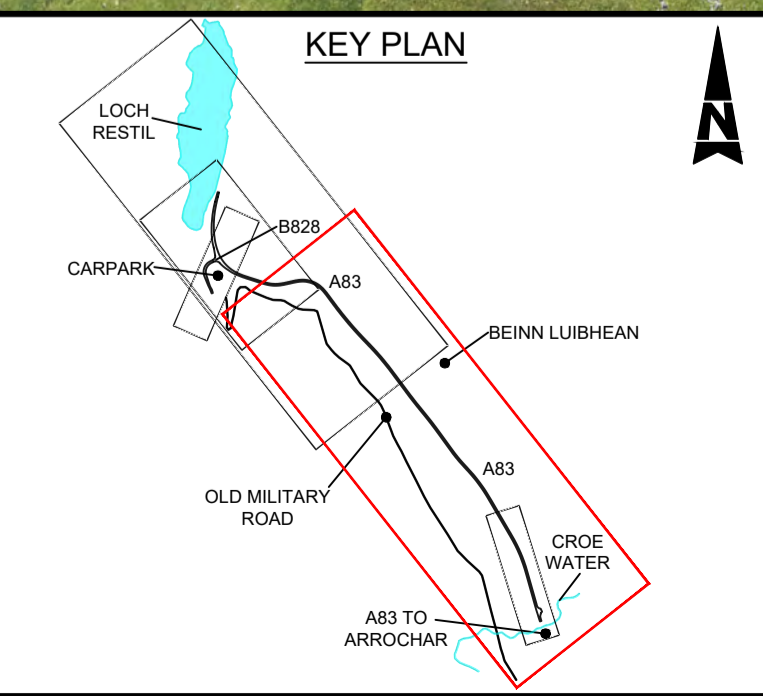 KEY PLAN
N
LOCH
RESTIL
B828
CARPARK
A83
BEINN LUIBHEAN
A83
OLD MILITARY
ROAD
CROE
WATER
A83 TO
ARROCHAR